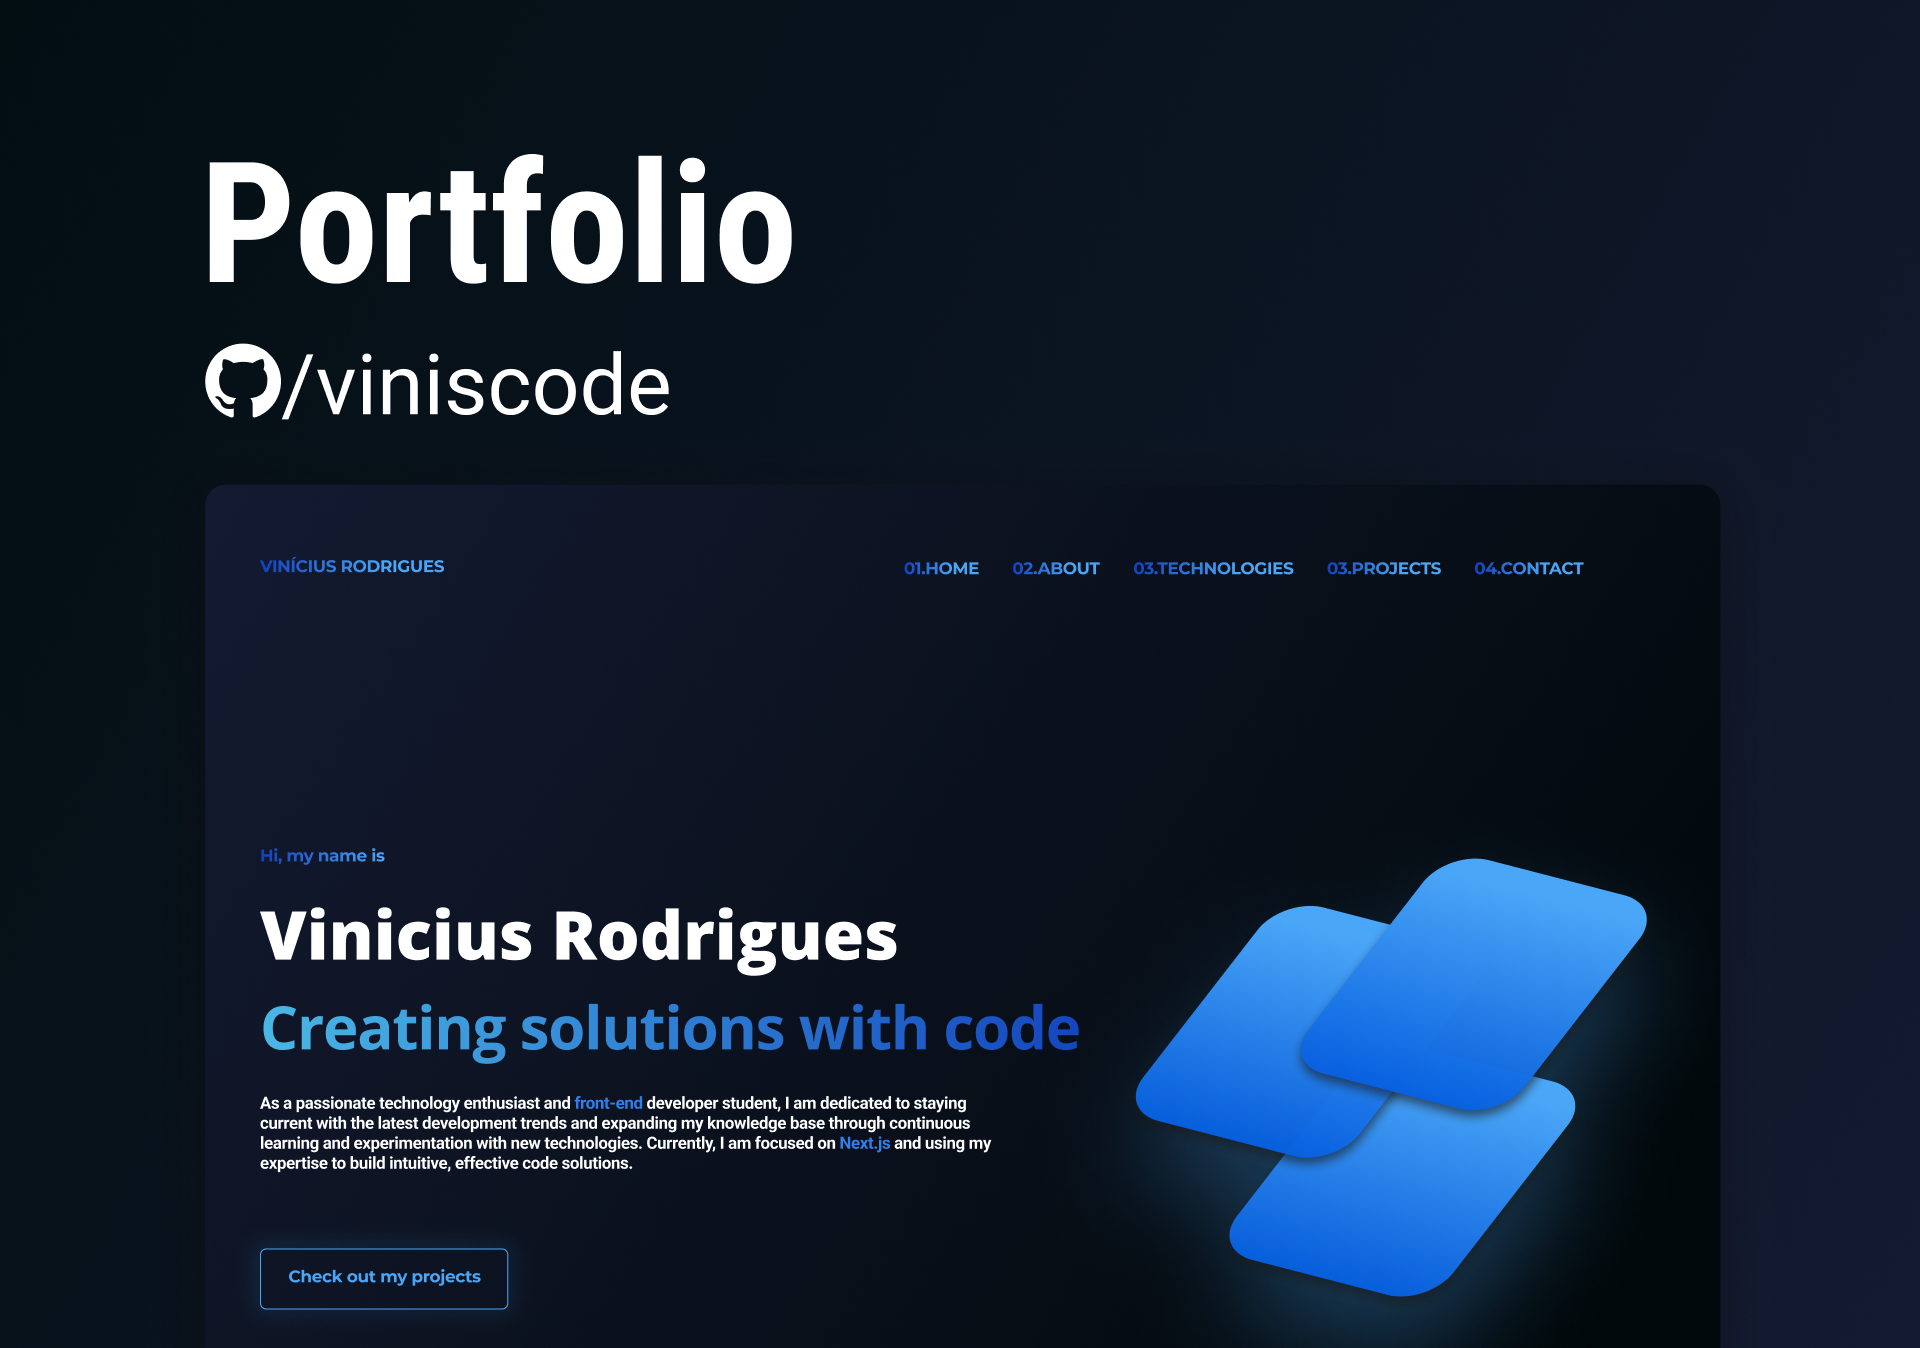 Portfolio
/viniscode
VINÍCIUS RODRIGUES
01.HOME 02.ABOUT 03.TECHNOLOGIES 03.PROJECTS 04.CONTACT
Hi, my name is
Vinicius Rodrigues
Creating solutions with code
As a passionate technology enthusiast and front-end developer student, I am dedicated to staying
current with the latest development trends and expanding my knowledge base through continuous
learning and experimentation with new technologies. Currently, I am focused on Next.js and using my
expertise to build intuitive, effective code solutions.
Check out my projects